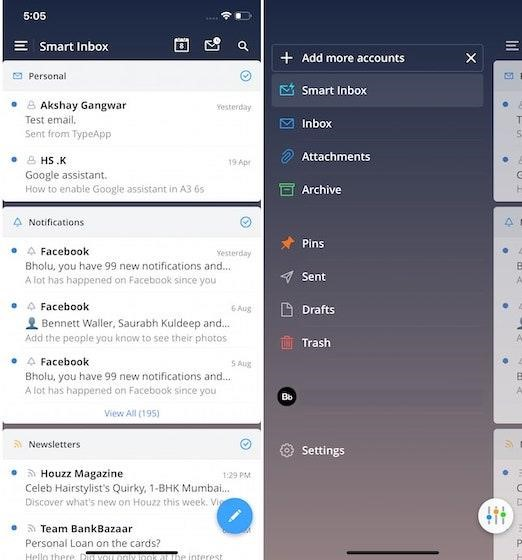 5:05
Smart Inbox
8
Personal
Akshay Gangwar
Yesterday
Test email.
Sent from TypeApp
HS .K
19 Apr
Google assistant.
How to enable Google assistant in A3 6s
Notifications
Facebook
Yesterday
Bholu, you have 99 new notifications and...
A lot has happened on Facebook since you
Facebook
6 Aug
Bennett Waller, Saurabh Kuldeep and...
Add the people you know to see their photos
Facebook
5 Aug
Bholu, you have 99 new notifications and...
A lot has happened on Facebook since you
View All (195)
Newsletters
Houzz Magazine
1:29 PM
Celeb Hairstylist's Quirky, 1-BHK Mumbai...
Discover what's new on Houzz this week. Vie
Team BankBazaar
Personal Loan on the cards?
Hello there, Did you only look at the interest
Add more accounts
Smart Inbox
Inbox
Attachments
Archive
Pins
Sent
Drafts
Trash
Bb
Settings